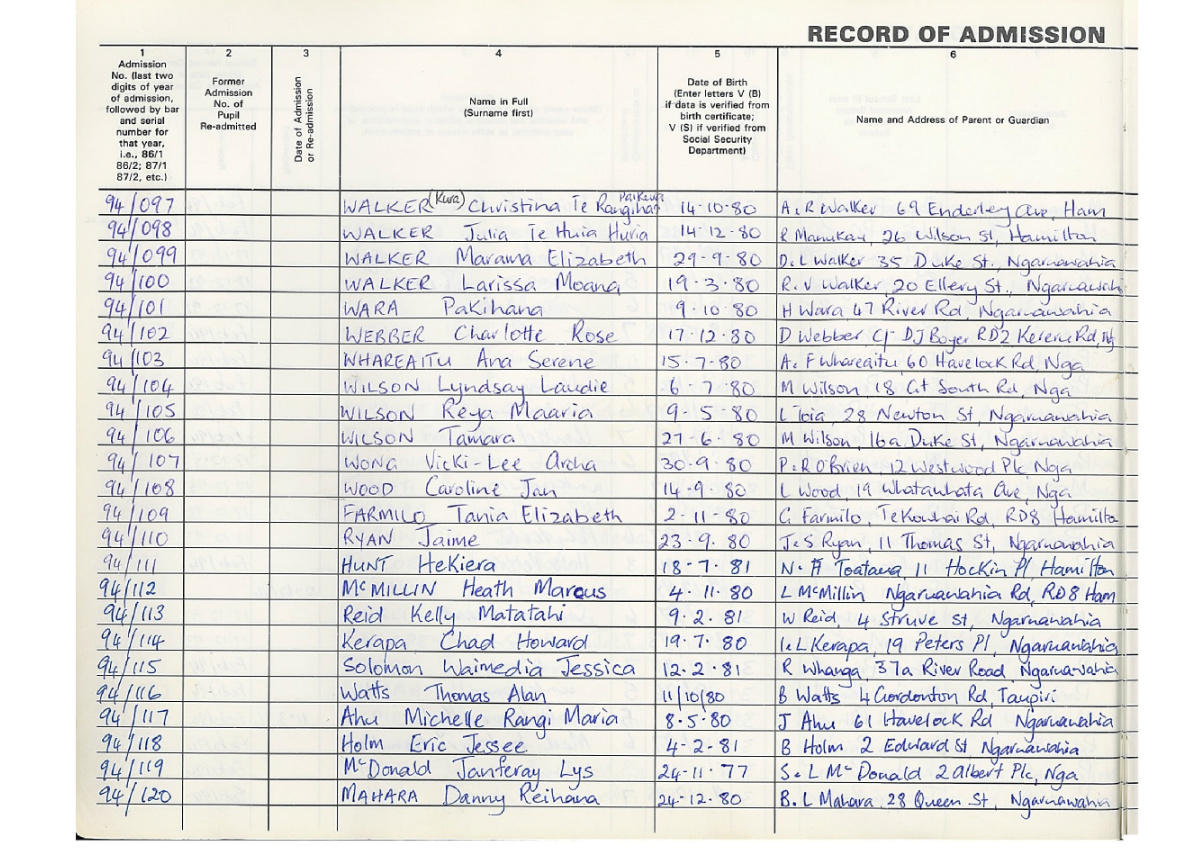 RECORD OF ADMISSION
1 2 3 4 5 6
Admission No. (last two digits of year of admission, followed by bar and serial number for that year, i.e., 86/1 86/2; 87/1 87/2, etc.)
Former Admission No. of Pupil Re-admitted
Date of Admission or Re-admission
Name in Full (Surname first)
Date of Birth (Enter letters V (B) if data is verified from birth certificate; V (S) if verified from Social Security Department)
Name and Address of Parent or Guardian
94/097 WALKER (Kura) Christina Te 14-10-80 A & R Walker 69 Enderley Ave, Ham
94/098 WALKER Julia Te Huia Huria 14-12-80 R Manukau, 26 Wilson St, Hamilton
94/099 WALKER Marama Elizabeth 29-9-80 D & L Walker 35 Duke St., Ngaruawahia
94/100 WALKER Larissa Moana 19-3-80 R & V Walker, 20 Ellery St., Ngaruawah
94/101 WARA Pakihana 9-10-80 H Wara, 47 River Rd, Ngaruawahia
94/102 WEBBER Charlotte Rose 17-12-80 D Webber C/- DJ Boyer RD2 Kereru Rd,
94/103 WHAREAITU Ana Serene 15-7-80 A & F Whareaitu, 60 Havelock Rd, Nga
94/104 WILSON Lyndsay Laudie 6-7-80 M Wilson, 18 Gt South Rd, Nga
94/105 WILSON Reya Maaria 9-5-80 L Toia, 28 Newton St, Ngaruawahia
94/106 WILSON Tamara 27-6-80 M Wilson, 16a Duke St, Ngaruawahia
94/107 WONG Vicki-Lee Archa 30-9-80 P & R O'Brien, 12 Westwood Plc, Nga
94/108 WOOD Caroline Jan 14-9-80 L Wood, 19 Whatawhata Ave, Nga
94/109 FARMILO Tania Elizabeth 2-11-80 G Farmilo, Te Kowhai Rd, RD8 Hamilto
94/110 RYAN Jaime 23-9-80 J & S Ryan, 11 Thomas St, Ngaruawahia
94/111 HUNT HeKiera 18-7-81 Toatana, 11 Hockin Pl, Hamilton
94/112 McMILLIN Heath Marcus 4-11-80 L McMillin Ngaruawahia Rd, RD8 Ham
94/113 Reid Kelly Matatahi 9-2-81 W Reid, 4 Struve St, Ngaruawahia
94/114 Kerapa Chad Howard 19-7-80 I & L Kerapa, 19 Peters Pl, Ngaruawahia
94/115 Solomon Waimedia Jessica 12-2-81 R Whanga, 37a River Road, Ngaruawahia
94/116 Watts Thomas Alan 11/10/80 B Watts 4 Gordonton Rd, Taupiri
94/117 Ahu Michelle Rangi Maria 8-5-80 J Ahu 61 Havelock Rd Ngaruawahia
94/118 Holm Eric Jessee 4-2-81 B Holm 2 Edward St Ngaruawahia
94/119 McDonald Janferay Lys 24-11-77 S & L McDonald 2 Albert Plc, Nga
94/120 MAHARA Danny Reihana 24-12-80 B & L Mahara, 28 Queen St, Ngaruawahia